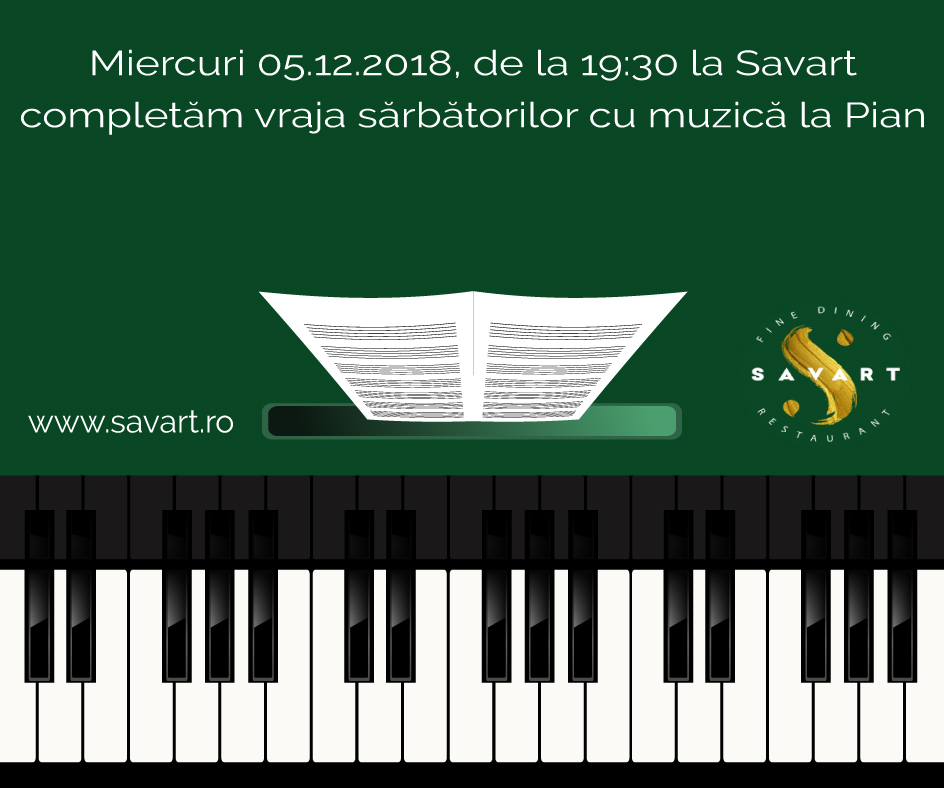 Miercuri 05.12.2018, de la 19:30 la Savart
completăm vraja sărbătorilor cu muzică la Pian
FINE DINING
SAVART
RESTAURANT
www.savart.ro